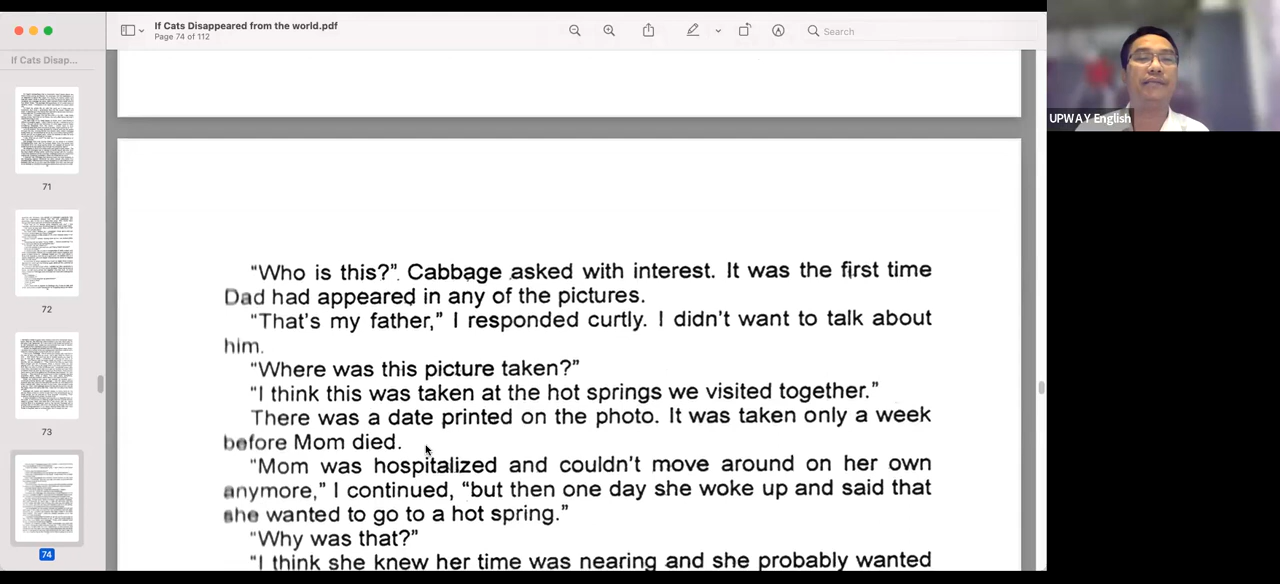 If Cats Disappeared from the world.pdf
Page 74 of 112
Search
If Cats Disap...
71
72
73
74
UPWAY English
“Who is this?”. Cabbage asked with interest. It was the first time
Dad had appeared in any of the pictures.
“That's my father,” I responded curtly. I didn't want to talk about
him.
“Where was this picture taken?”
“I think this was taken at the hot springs we visited together.”
There was a date printed on the photo. It was taken only a week
before Mom died.
“Mom was hospitalized and couldn't move around on her own
anymore,” I continued, “but then one day she woke up and said that
she wanted to go to a hot spring.”
“Why was that?”
“I think she knew her time was nearing and she probably wanted